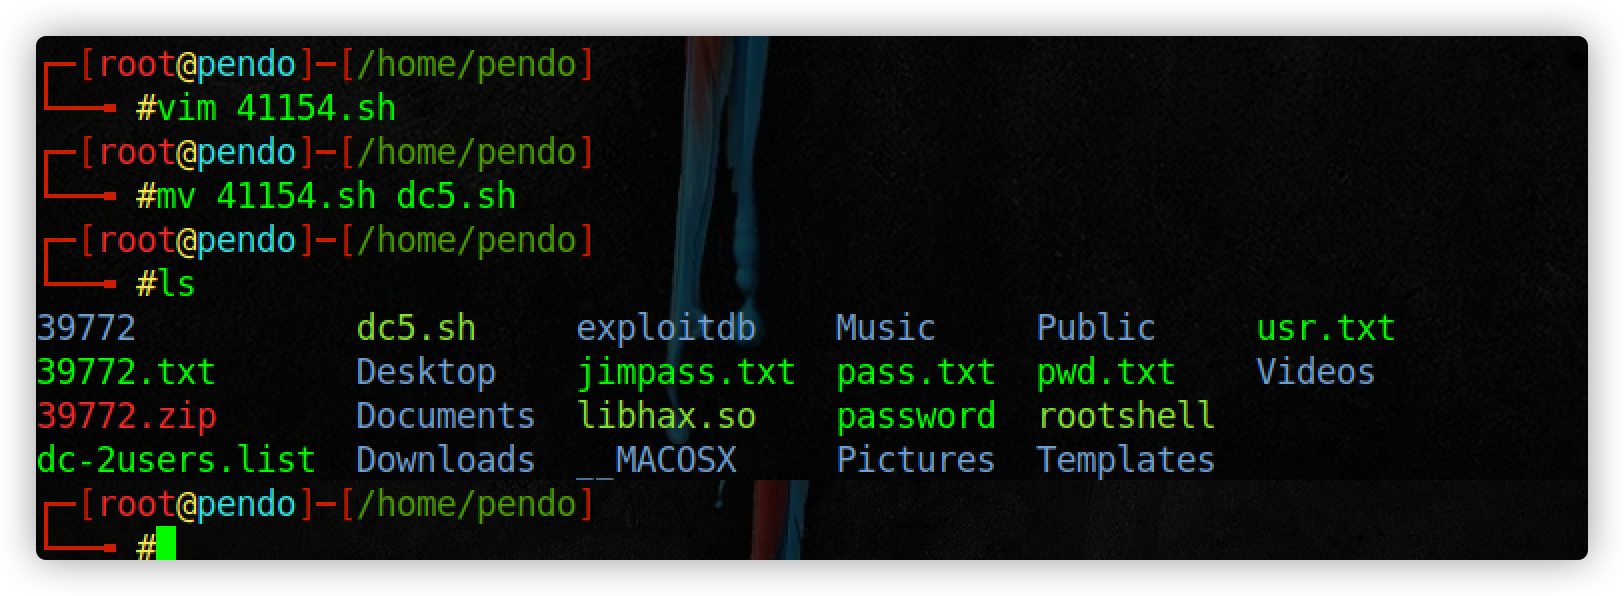 [root@pendo]─[/home/pendo]
#vim 41154.sh
[root@pendo]─[/home/pendo]
#mv 41154.sh dc5.sh
[root@pendo]─[/home/pendo]
#ls
39772 dc5.sh exploitdb Music Public usr.txt
39772.txt Desktop jimpass.txt pass.txt pwd.txt Videos
39772.zip Documents libhax.so password rootshell
dc-2users.list Downloads __MACOSX Pictures Templates
[root@pendo]─[/home/pendo]
#